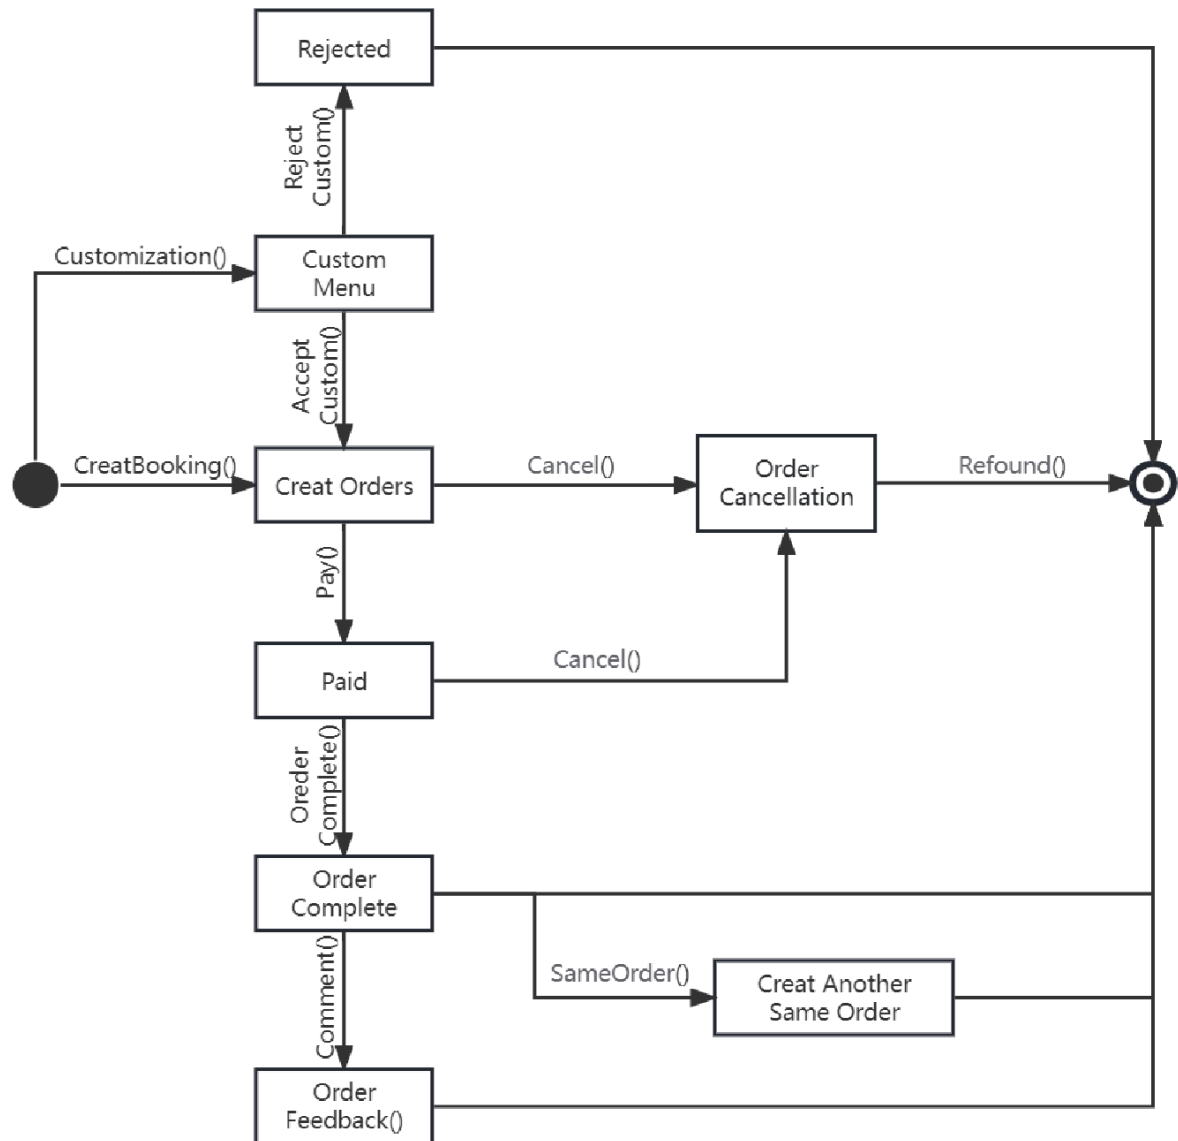 Rejected
Reject
Custom()
Customization()
Custom
Menu
Accept
Custom()
CreatBooking()
Creat Orders
Cancel()
Order
Cancellation
Refound()
Pay()
Paid
Cancel()
Oreder
Complete()
Order
Complete
SameOrder()
Creat Another
Same Order
Comment()
Order
Feedback()